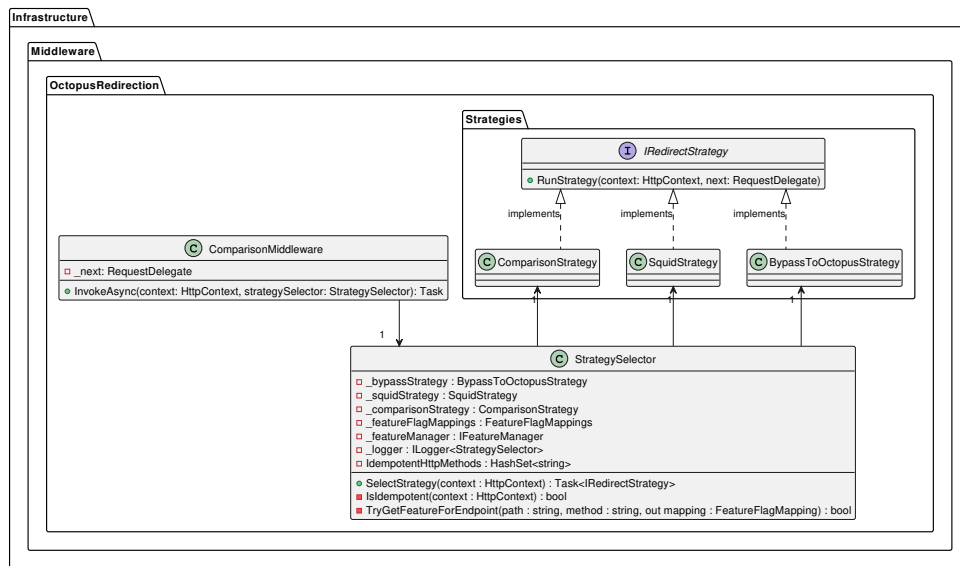 Infrastructure
Middleware
OctopusRedirection
Strategies
I IRedirectStrategy
RunStrategy(context: HttpContext, next: RequestDelegate)
implements implements implements
C ComparisonStrategy
C SquidStrategy
C BypassToOctopusStrategy
C ComparisonMiddleware
_next: RequestDelegate
InvokeAsync(context: HttpContext, strategySelector: StrategySelector): Task
1 1 1
1
C StrategySelector
_bypassStrategy : BypassToOctopusStrategy
_squidStrategy : SquidStrategy
_comparisonStrategy : ComparisonStrategy
_featureFlagMappings : FeatureFlagMappings
_featureManager : IFeatureManager
_logger : ILogger<StrategySelector>
IdempotentHttpMethods : HashSet<string>
SelectStrategy(context : HttpContext) : Task<IRedirectStrategy>
IsIdempotent(context : HttpContext) : bool
TryGetFeatureForEndpoint(path : string, method : string, out mapping : FeatureFlagMapping) : bool